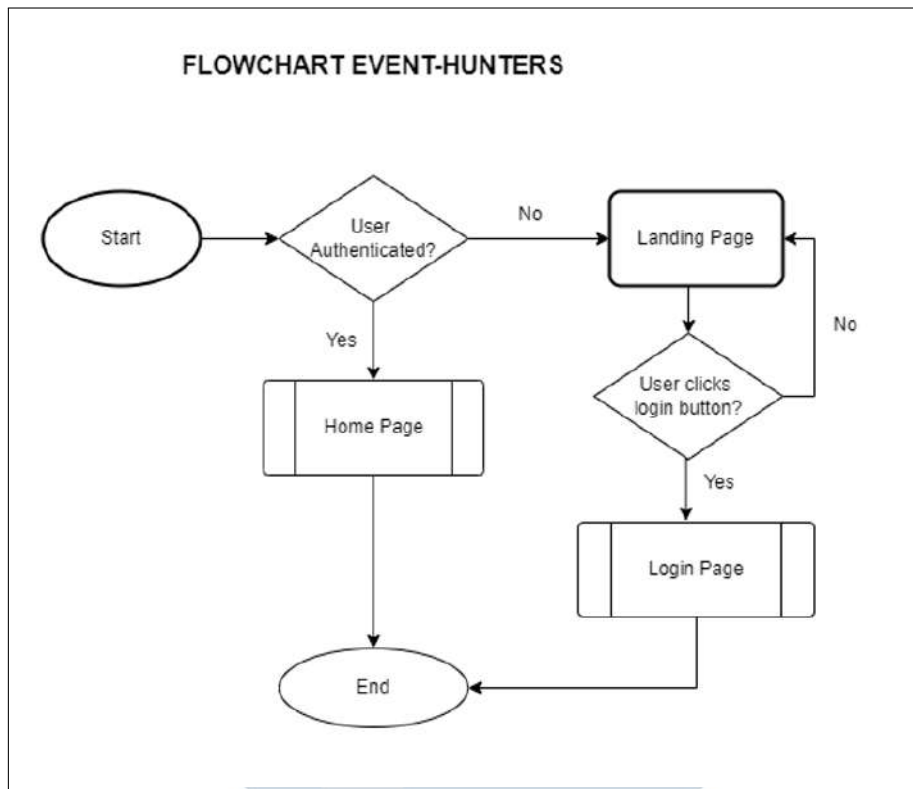 FLOWCHART EVENT-HUNTERS
Start
User
Authenticated?
No
Landing Page
Yes
No
Home Page
User clicks
login button?
Yes
Login Page
End